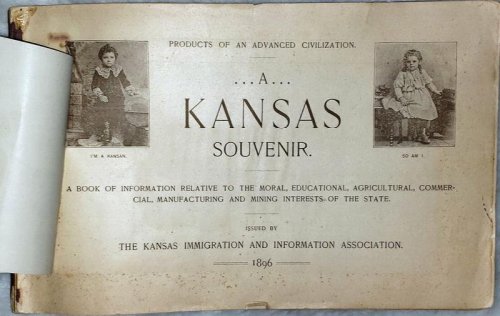 PRODUCTS OF AN ADVANCED CIVILIZATION.
...A...
KANSAS
SOUVENIR.
I'M A KANSAN.
SO AM I.
A BOOK OF INFORMATION RELATIVE TO THE MORAL, EDUCATIONAL, AGRICULTURAL, COMMER-
CIAL, MANUFACTURING AND MINING INTERESTS OF THE STATE.
ISSUED BY
THE KANSAS IMMIGRATION AND INFORMATION ASSOCIATION.
1896